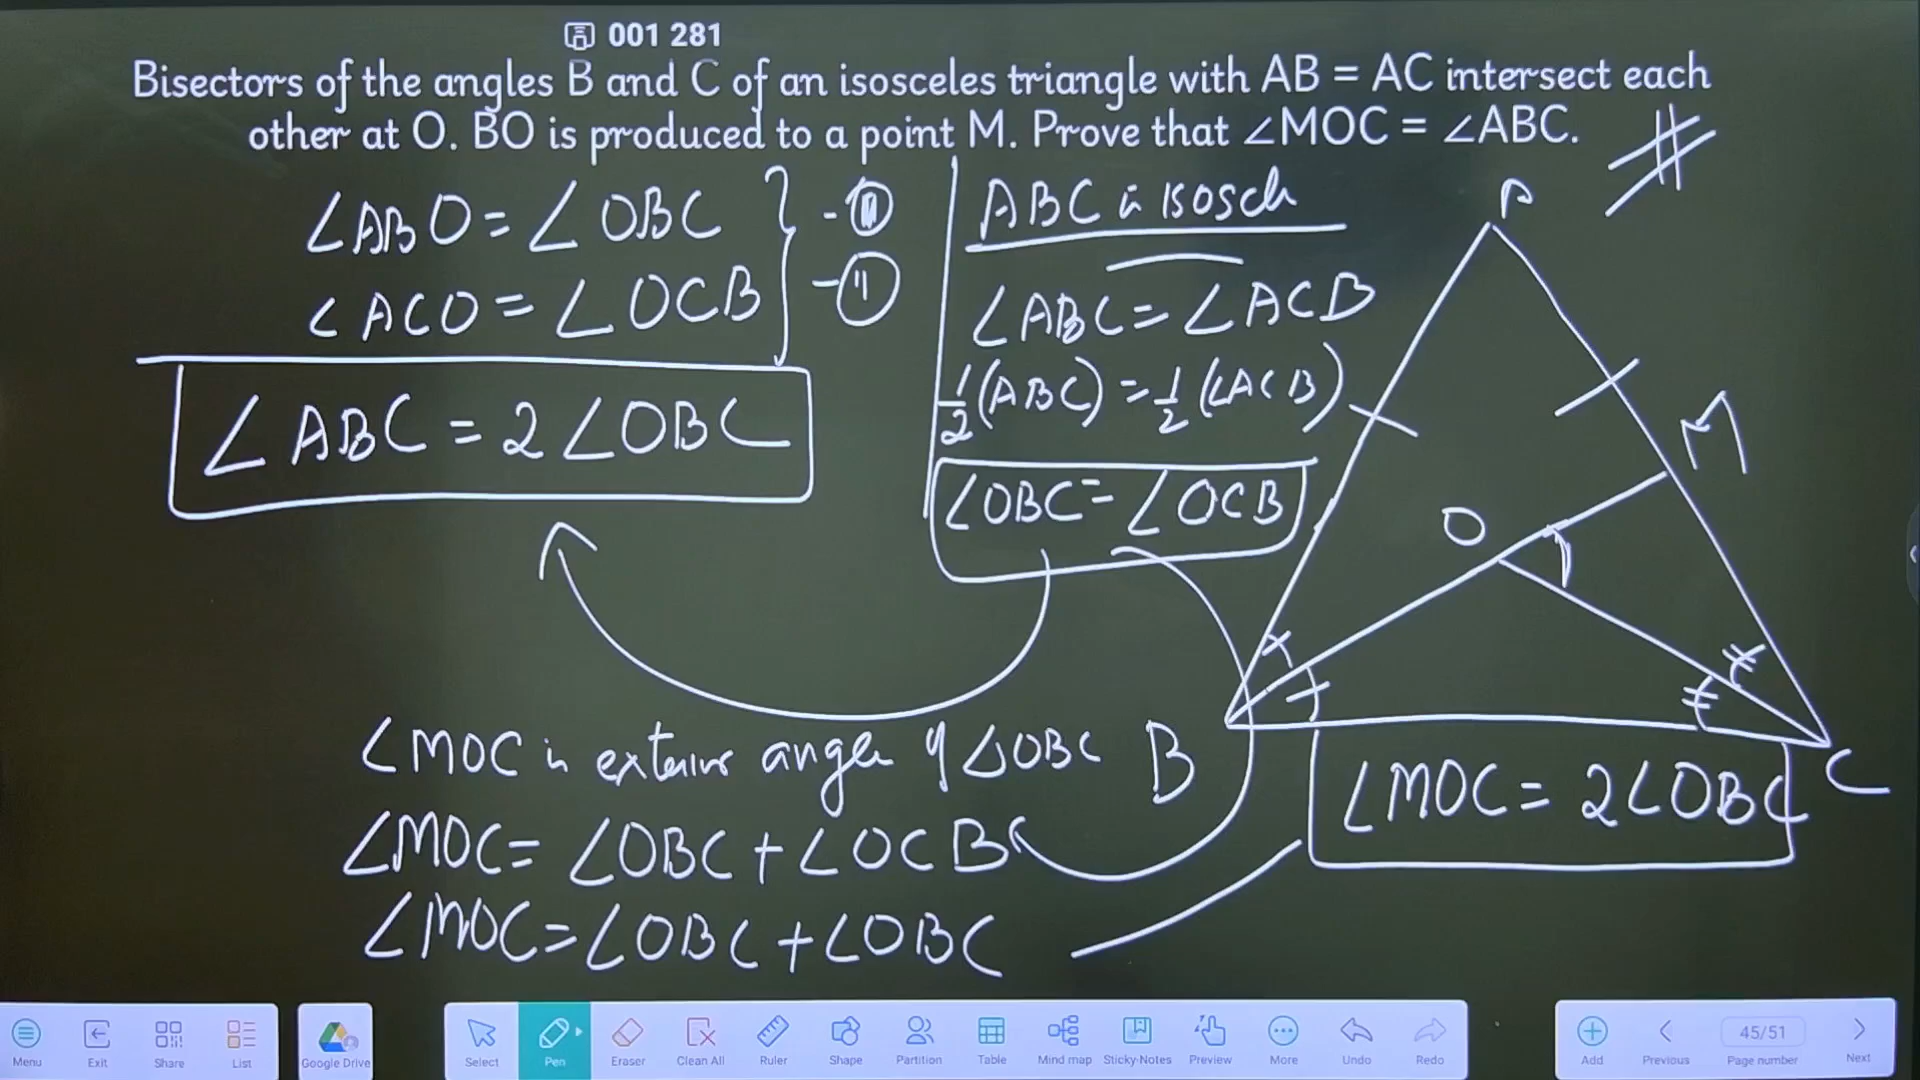 001 281
Bisectors of the angles B and C of an isosceles triangle with AB = AC intersect each
other at O. BO is produced to a point M. Prove that ∠MOC = ∠ABC.
∠ABO = ∠OBC
∠ACO = ∠OCB
- (11)
∠ABC = 2∠OBC
ABC is isosch
∠ABC = ∠ACB
1/2 (ABC) = 1/2 (∠ACB)
∠OBC = ∠OCB
A
M
O
B
C
∠MOC = 2∠OBC
∠MOC is exterior angle of △OBC
∠MOC = ∠OBC + ∠OCB
∠MOC = ∠OBC + ∠OBC
Menu Exit Share List Google Drive Select Pen Eraser Clean All Ruler Shape Partition Table Mind map Sticky-Notes Preview More Undo Redo Add Previous 45/51 Page number Next